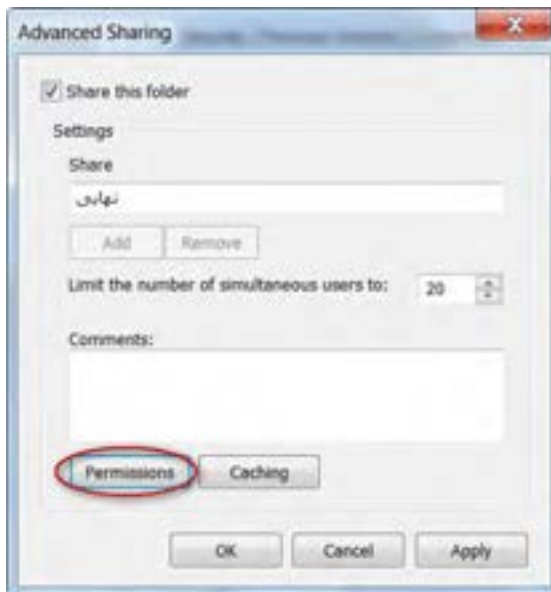 Advanced Sharing
Share this folder
Settings
Share
نهایی
Add Remove
Limit the number of simultaneous users to: 20
Comments:
Permissions Caching
OK Cancel Apply